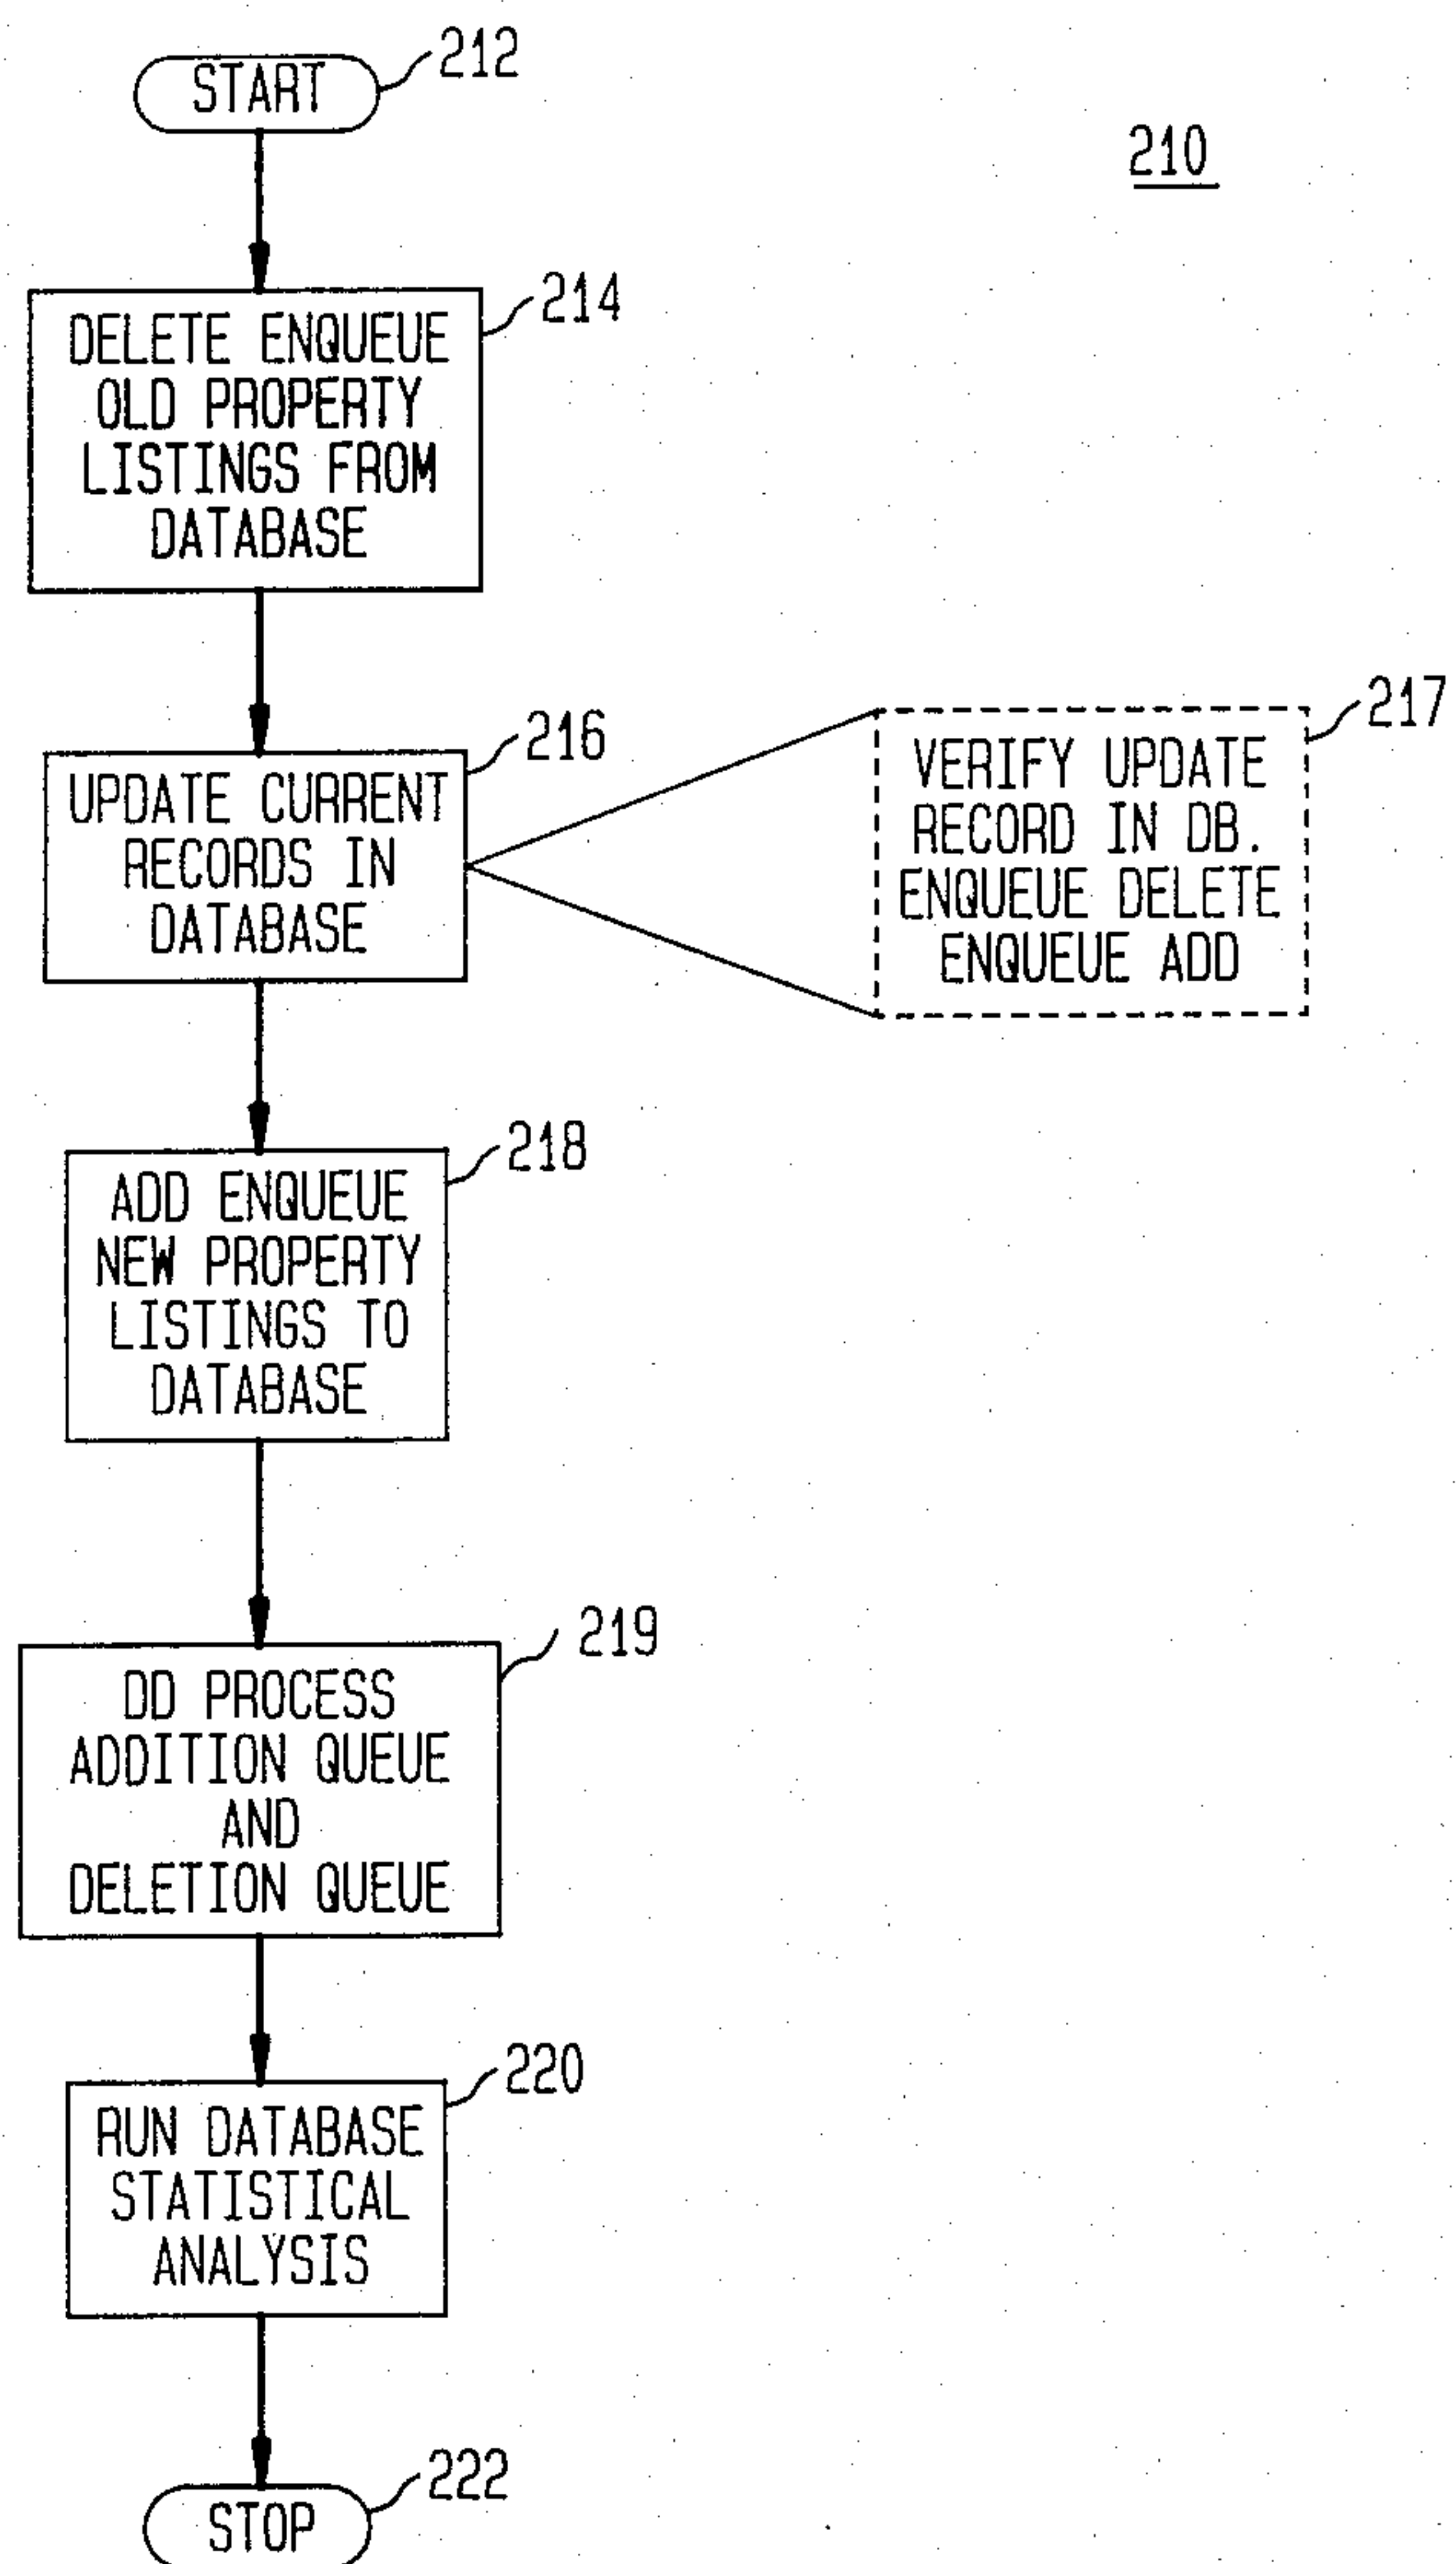 212
START
210
214
DELETE ENQUEUE
OLD PROPERTY
LISTINGS FROM
DATABASE
216
UPDATE CURRENT
RECORDS IN
DATABASE
217
VERIFY UPDATE
RECORD IN DB.
ENQUEUE DELETE
ENQUEUE ADD
218
ADD ENQUEUE
NEW PROPERTY
LISTINGS TO
DATABASE
219
DD PROCESS
ADDITION QUEUE
AND
DELETION QUEUE
220
RUN DATABASE
STATISTICAL
ANALYSIS
222
STOP